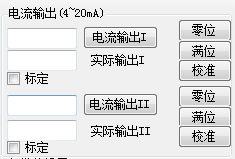 电流输出(4~20mA)
电流输出I 零位
实际输出I 满位
标定 校准
电流输出II 零位
满位
实际输出II 校准
标定